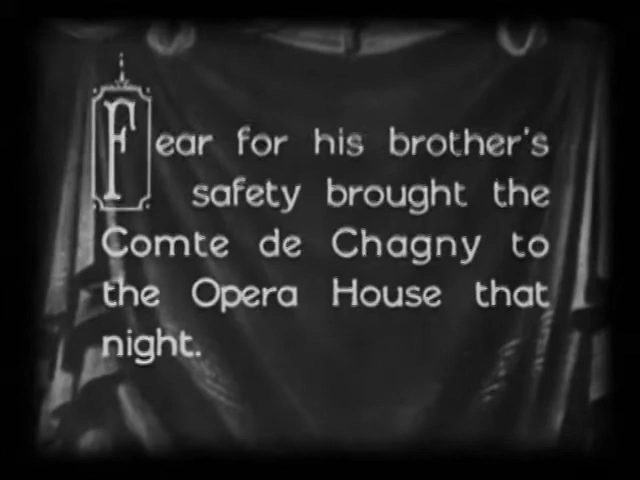 Fear for his brother's
safety brought the
Comte de Chagny to
the Opera House that
night.